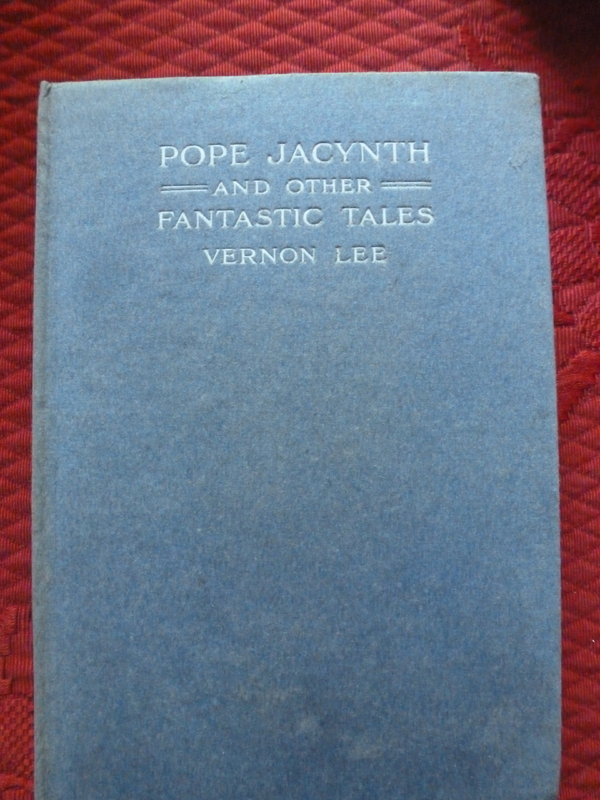 POPE JACYNTH
AND OTHER
FANTASTIC TALES
VERNON LEE